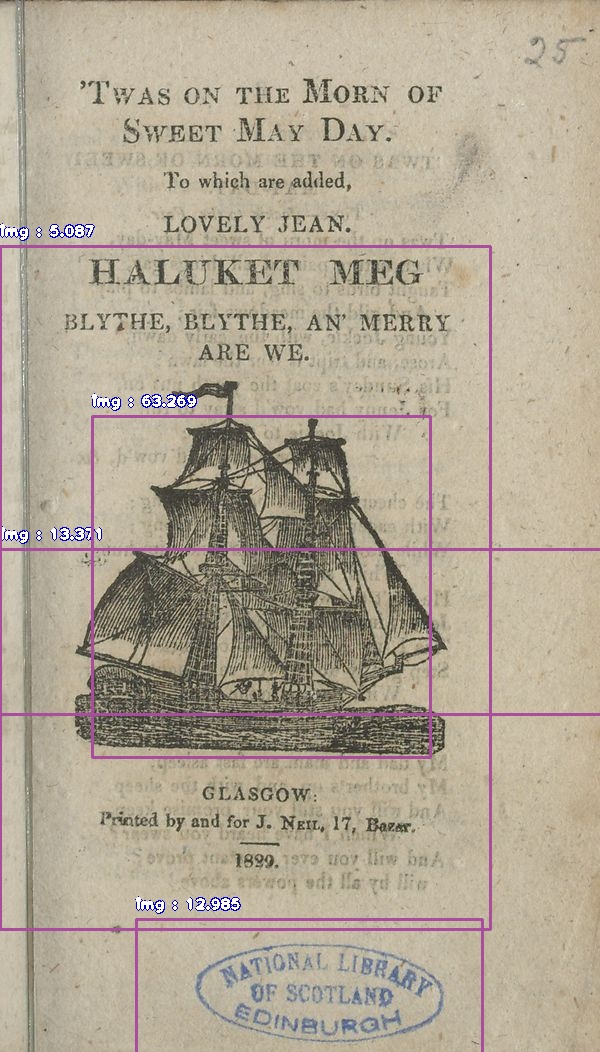 25
'TWAS ON THE MORN OF
SWEET MAY DAY.
To which are added,
LOVELY JEAN.
img : 5.087
HALUKET MEG
BLYTHE, BLYTHE, AN' MERRY
ARE WE.
img : 63.269
img : 13.371
GLASGOW:
Printed by and for J. NEIL, 17, Bazar.
1829.
img : 12.985
NATIONAL LIBRARY
OF SCOTLAND
EDINBURGH